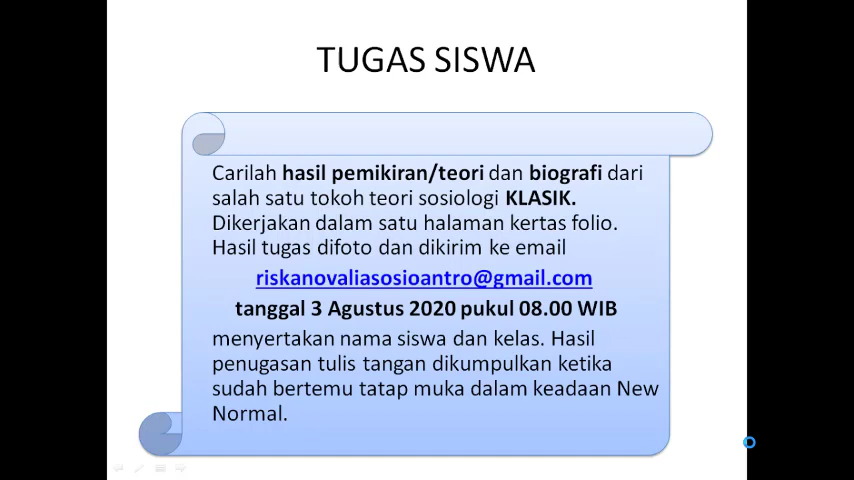 TUGAS SISWA
Carilah hasil pemikiran/teori dan biografi dari
salah satu tokoh teori sosiologi KLASIK.
Dikerjakan dalam satu halaman kertas folio.
Hasil tugas difoto dan dikirim ke email
riskanovaliasosioantro@gmail.com
tanggal 3 Agustus 2020 pukul 08.00 WIB
menyertakan nama siswa dan kelas. Hasil
penugasan tulis tangan dikumpulkan ketika
sudah bertemu tatap muka dalam keadaan New
Normal.